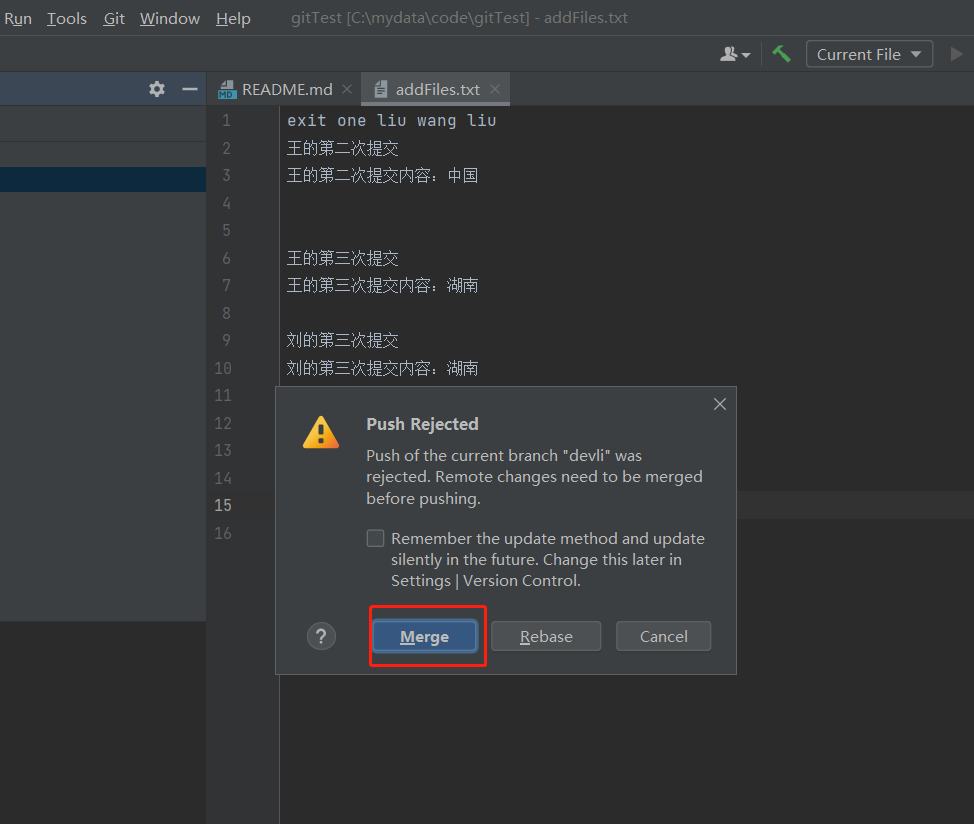 Run Tools Git Window Help gitTest [C:\mydata\code\gitTest] - addFiles.txt
Current File
MD README.md addFiles.txt
1 exit one liu wang liu
2 王的第二次提交
3 王的第二次提交内容：中国
4
5
6 王的第三次提交
7 王的第三次提交内容：湖南
8
9 刘的第三次提交
10 刘的第三次提交内容：湖南
11
12
13
14
15
16
Push Rejected
Push of the current branch "devli" was
rejected. Remote changes need to be merged
before pushing.
Remember the update method and update
silently in the future. Change this later in
Settings | Version Control.
? Merge Rebase Cancel